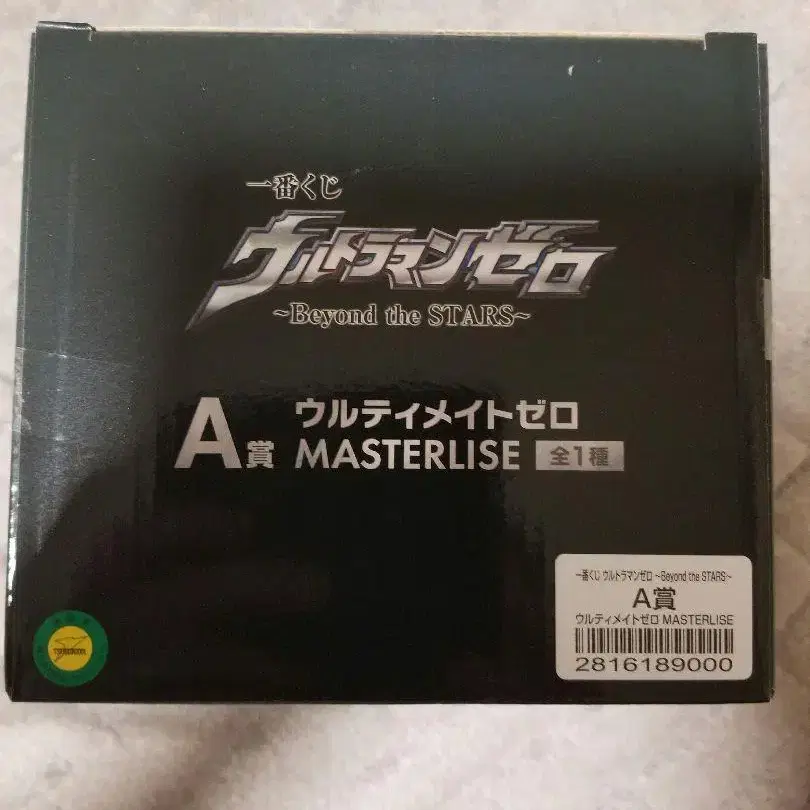 一番くじ
ウルトラマンゼロ
~Beyond the STARS~
A賞 ウルティメイトゼロ
MASTERLISE 全1種
一番くじ ウルトラマンゼロ ~Beyond the STARS~
A賞
ウルティメイトゼロ MASTERLISE
2816189000